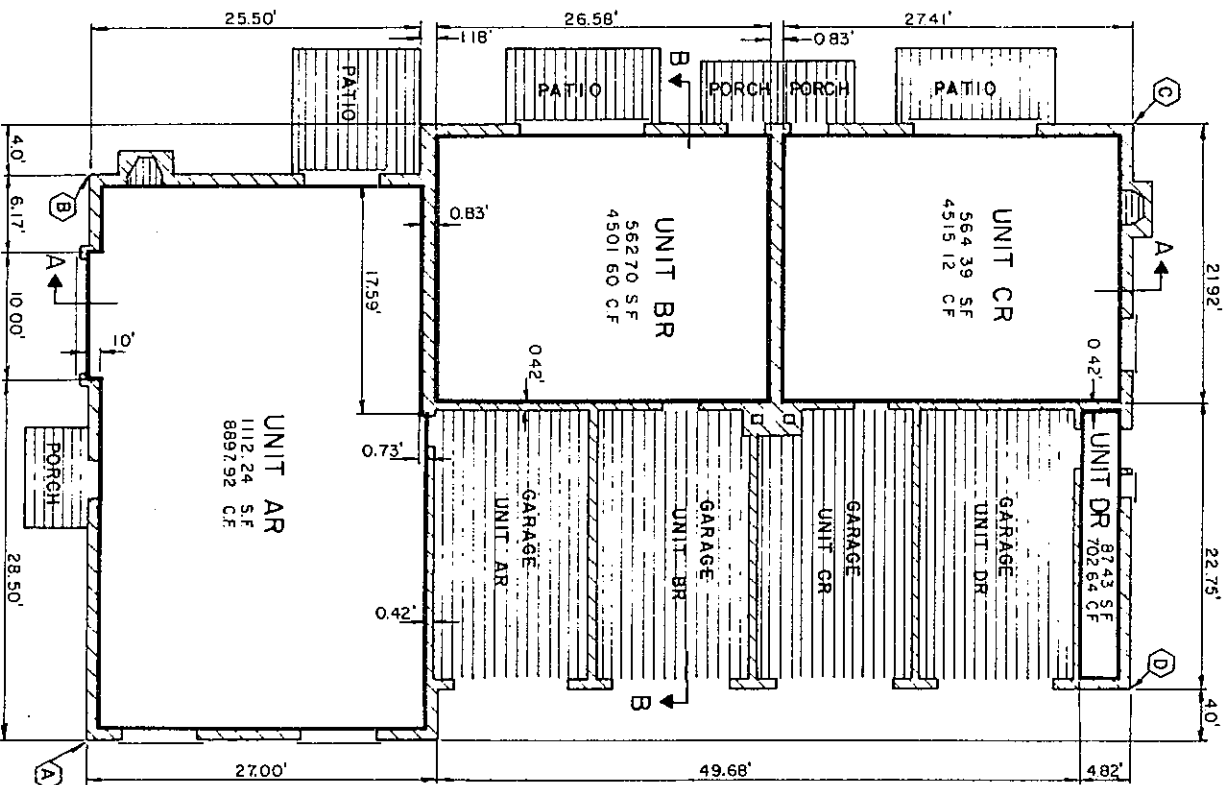 25.50'
26.58'
27.41'
1.18'
0.83'
PATIO
PATIO
B
PORCH
PORCH
PATIO
C
4.0'
6.17'
10.00'
28.50'
B
A
10'
PORCH
A
17.59'
0.83'
UNIT BR
562 70 S.F
4501 60 C.F
UNIT CR
564 39 S.F
4515 12 C.F
A
21.92'
22.75'
4.0'
0 42'
0 42'
UNIT AR
1112.24 S.F.
8897.92 C.F.
0.73'
0.42'
GARAGE
UNIT AR
GARAGE
UNIT BR
GARAGE
UNIT CR
GARAGE
UNIT DR
UNIT DR
87 43 S.F
702 64 C.F
B
D
27.00'
49.68'
4.82'